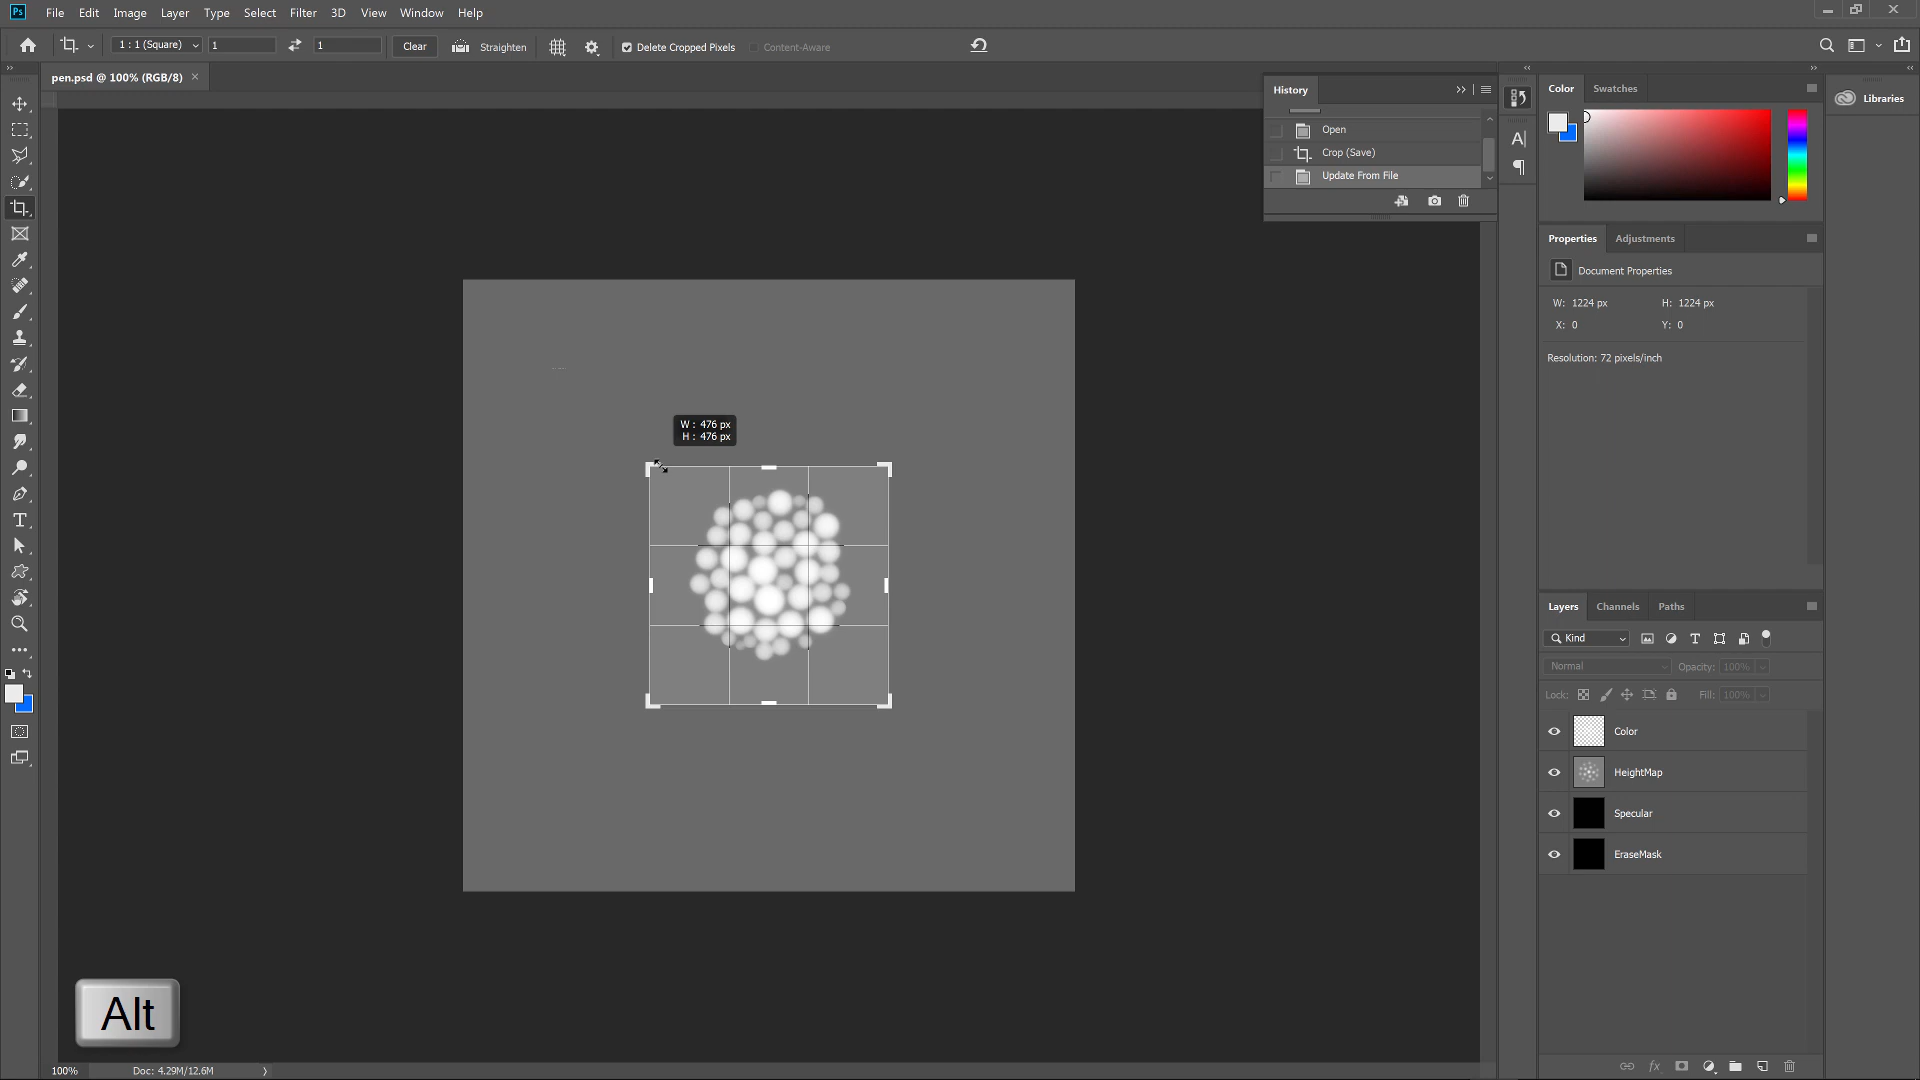 Ps File Edit Image Layer Type Select Filter 3D View Window Help
1 : 1 (Square) 1 1 Clear Straighten Delete Cropped Pixels Content-Aware
pen.psd @ 100% (RGB/8)
History
Open
Crop (Save)
Update From File
Color Swatches
Libraries
Properties Adjustments
Document Properties
W: 1224 px H: 1224 px
X: 0 Y: 0
Resolution: 72 pixels/inch
W : 476 px
H : 476 px
Layers Channels Paths
Kind
Normal Opacity: 100%
Lock: Fill: 100%
Color
HeightMap
Specular
EraseMask
Alt
100% Doc: 4.29M/12.6M